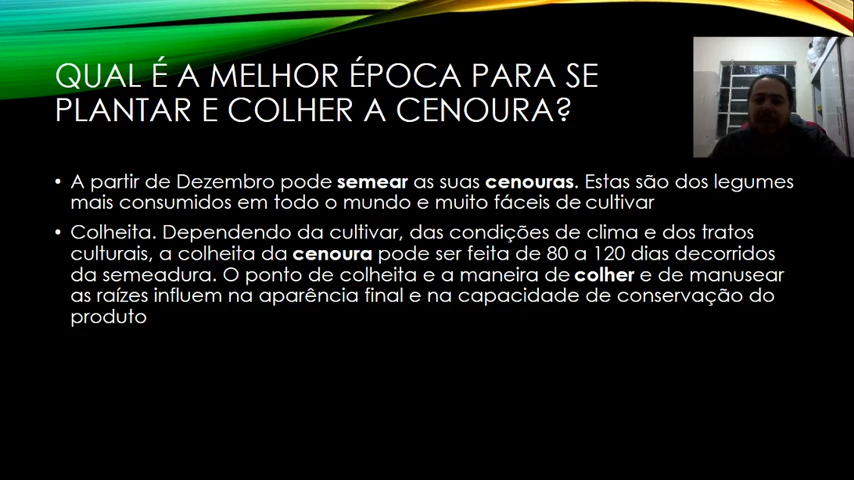 QUAL É A MELHOR ÉPOCA PARA SE
PLANTAR E COLHER A CENOURA?
• A partir de Dezembro pode semear as suas cenouras. Estas são dos legumes
mais consumidos em todo o mundo e muito fáceis de cultivar
• Colheita. Dependendo da cultivar, das condições de clima e dos tratos
culturais, a colheita da cenoura pode ser feita de 80 a 120 dias decorridos
da semeadura. O ponto de colheita e a maneira de colher e de manusear
as raízes influem na aparência final e na capacidade de conservação do
produto